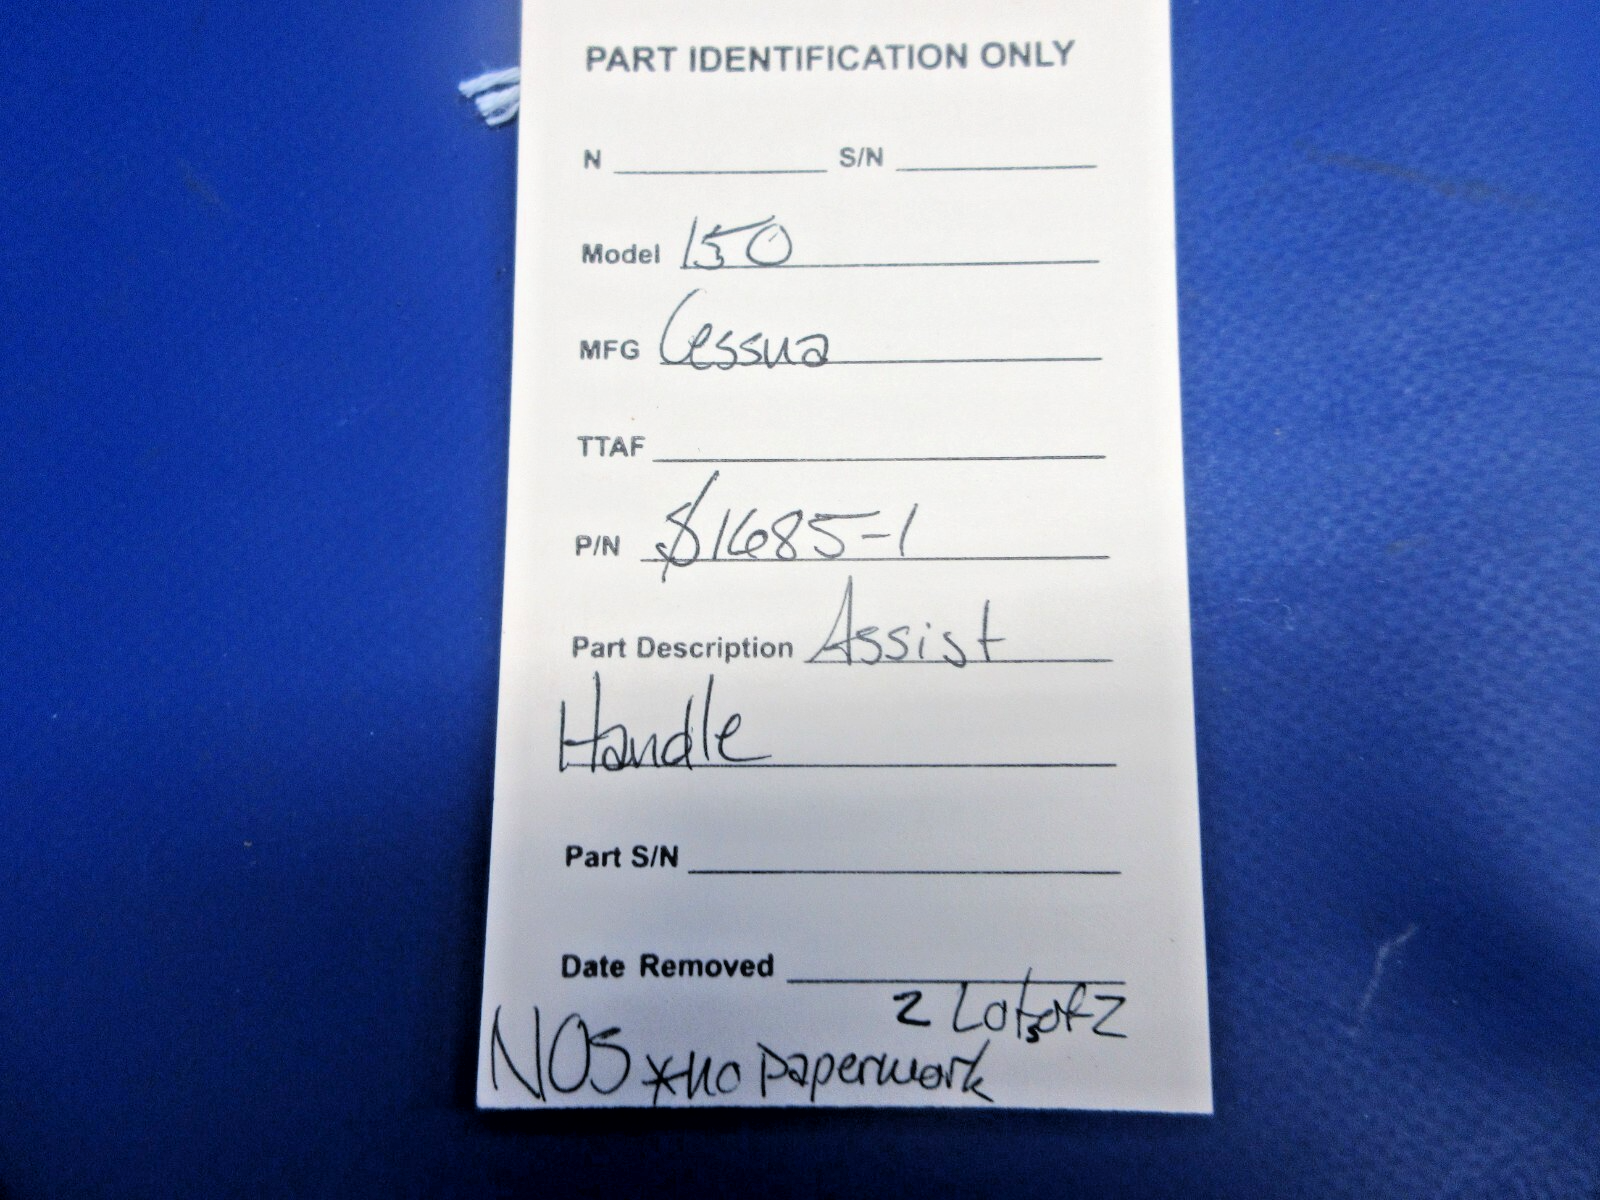 PART IDENTIFICATION ONLY
N S/N
Model 150
MFG Cessna
TTAF
P/N S1685-1
Part Description Assist
Handle
Part S/N
Date Removed
2 Lots of 2
NOS *no paperwork